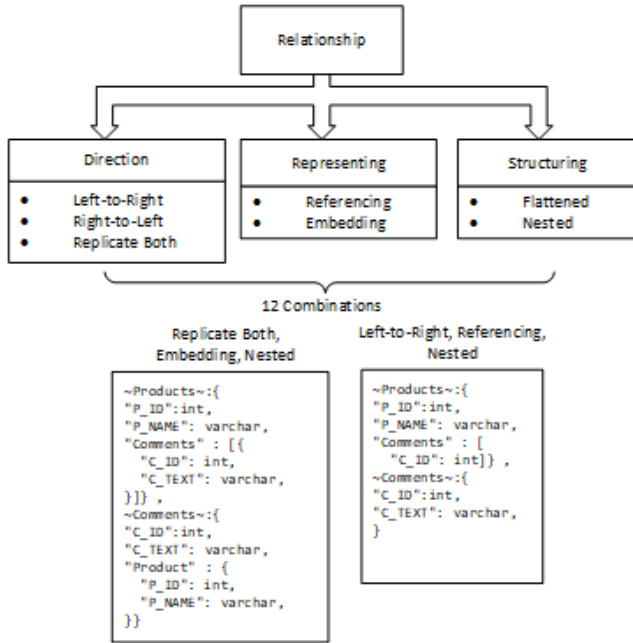 Relationship
Direction
• Left-to-Right
• Right-to-Left
• Replicate Both
Representing
• Referencing
• Embedding
Structuring
• Flattened
• Nested
12 Combinations
Replicate Both,
Embedding, Nested
~Products~:{
"P_ID":int,
"P_NAME": varchar,
"Comments" : [{
"C_ID": int,
"C_TEXT": varchar,
}]} ,
~Comments~:{
"C_ID":int,
"C_TEXT": varchar,
"Product" : {
"P_ID": int,
"P_NAME": varchar,
}}
Left-to-Right, Referencing,
Nested
~Products~:{
"P_ID":int,
"P_NAME": varchar,
"Comments" : [
"C_ID": int]} ,
~Comments~:{
"C_ID":int,
"C_TEXT": varchar,
}